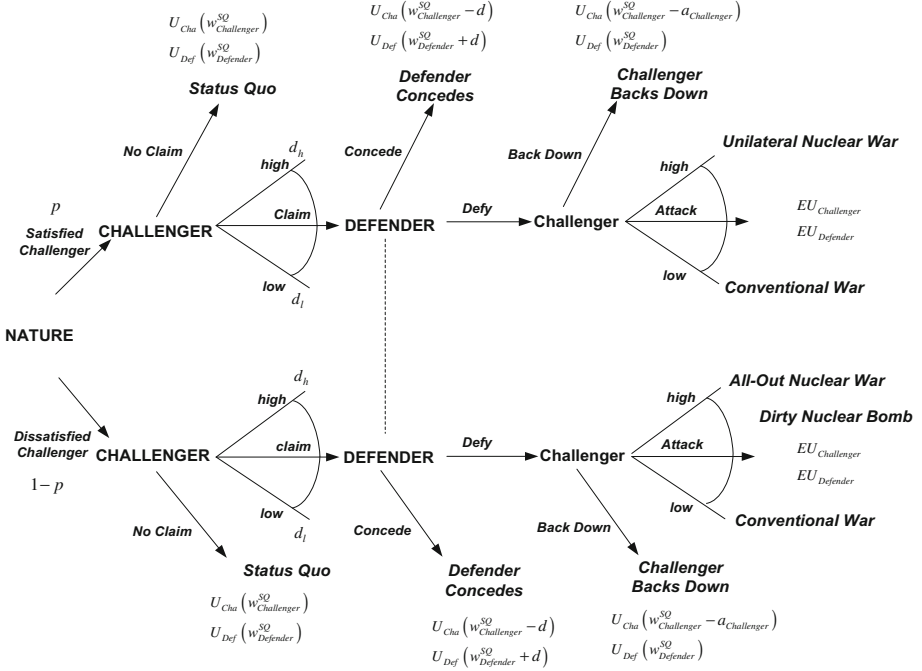 U_Cha (w^SQ_Challenger)
U_Def (w^SQ_Defender)
Status Quo
U_Cha (w^SQ_Challenger − d)
U_Def (w^SQ_Defender + d)
Defender
Concedes
U_Cha (w^SQ_Challenger − a_Challenger)
U_Def (w^SQ_Defender)
Challenger
Backs Down
No Claim
high
d_h
Concede
Back Down
high
Unilateral Nuclear War
p
Satisfied
Challenger
CHALLENGER
Claim
DEFENDER
Defy
Challenger
Attack
EU_Challenger
EU_Defender
low
d_l
low
Conventional War
NATURE
Dissatisfied
Challenger
1 − p
CHALLENGER
high
d_h
claim
DEFENDER
Defy
Challenger
high
All-Out Nuclear War
Dirty Nuclear Bomb
Attack
EU_Challenger
EU_Defender
low
d_l
low
Conventional War
No Claim
Concede
Back Down
Status Quo
U_Cha (w^SQ_Challenger)
U_Def (w^SQ_Defender)
Defender
Concedes
U_Cha (w^SQ_Challenger − d)
U_Def (w^SQ_Defender + d)
Challenger
Backs Down
U_Cha (w^SQ_Challenger − a_Challenger)
U_Def (w^SQ_Defender)